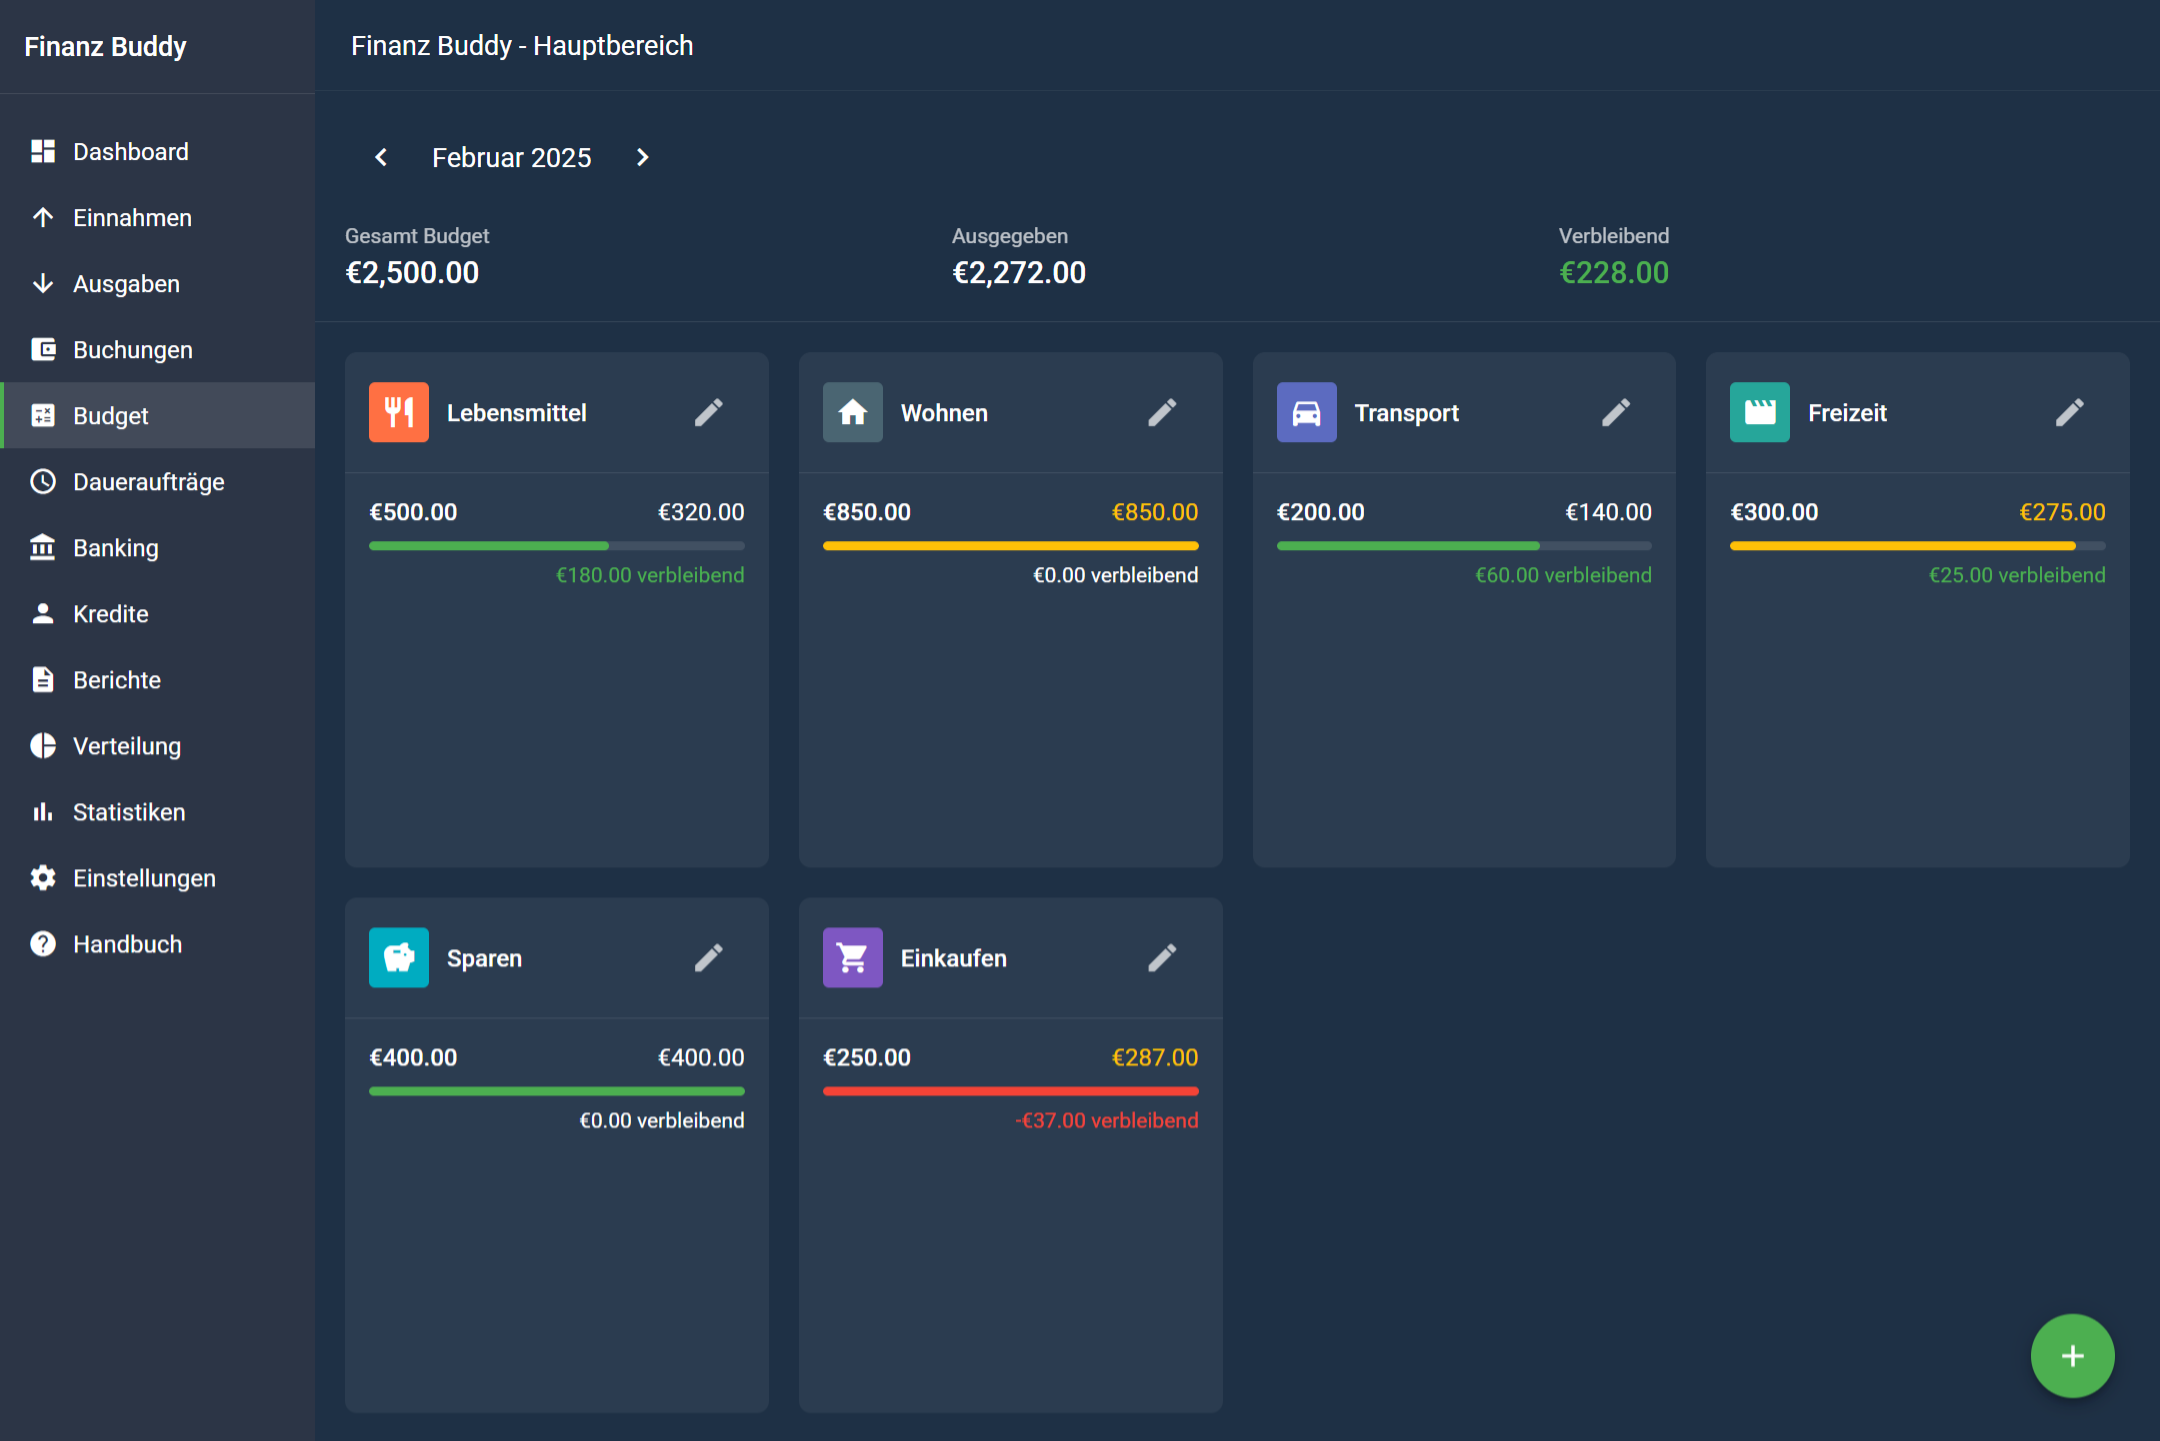 Finanz Buddy
Dashboard
Einnahmen
Ausgaben
Buchungen
Budget
Daueraufträge
Banking
Kredite
Berichte
Verteilung
Statistiken
Einstellungen
Handbuch
Finanz Buddy - Hauptbereich
Februar 2025
Gesamt Budget
€2,500.00
Ausgegeben
€2,272.00
Verbleibend
€228.00
Lebensmittel
€500.00 €320.00
€180.00 verbleibend
Wohnen
€850.00 €850.00
€0.00 verbleibend
Transport
€200.00 €140.00
€60.00 verbleibend
Freizeit
€300.00 €275.00
€25.00 verbleibend
Sparen
€400.00 €400.00
€0.00 verbleibend
Einkaufen
€250.00 €287.00
-€37.00 verbleibend